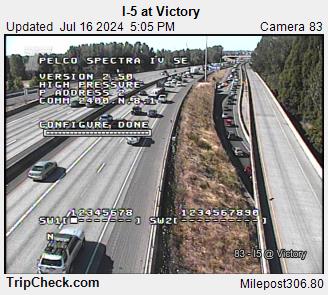 I-5 at Victory
Updated Jul 16 2024 5:05 PM Camera 83
PELCO SPECTRA IV SE
VERSION 2.50
HIGH PRESSURE
P ADDRESS 2
COMM 2400,N,8,1
CONFIGURE DONE
12345678 1234567890
SW1[■-------] SW2[----------]
N
83 - I5 @ Victory
TripCheck.com Milepost306.80